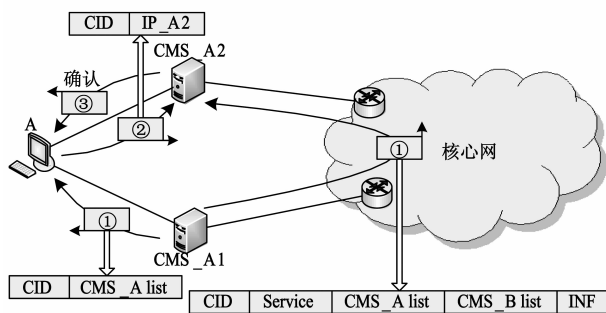 CID IP_A2
CMS_A2
确认
③
A
②
①
核心网
①
CMS_A1
CID CMS_A list
CID Service CMS_A list CMS_B list INF